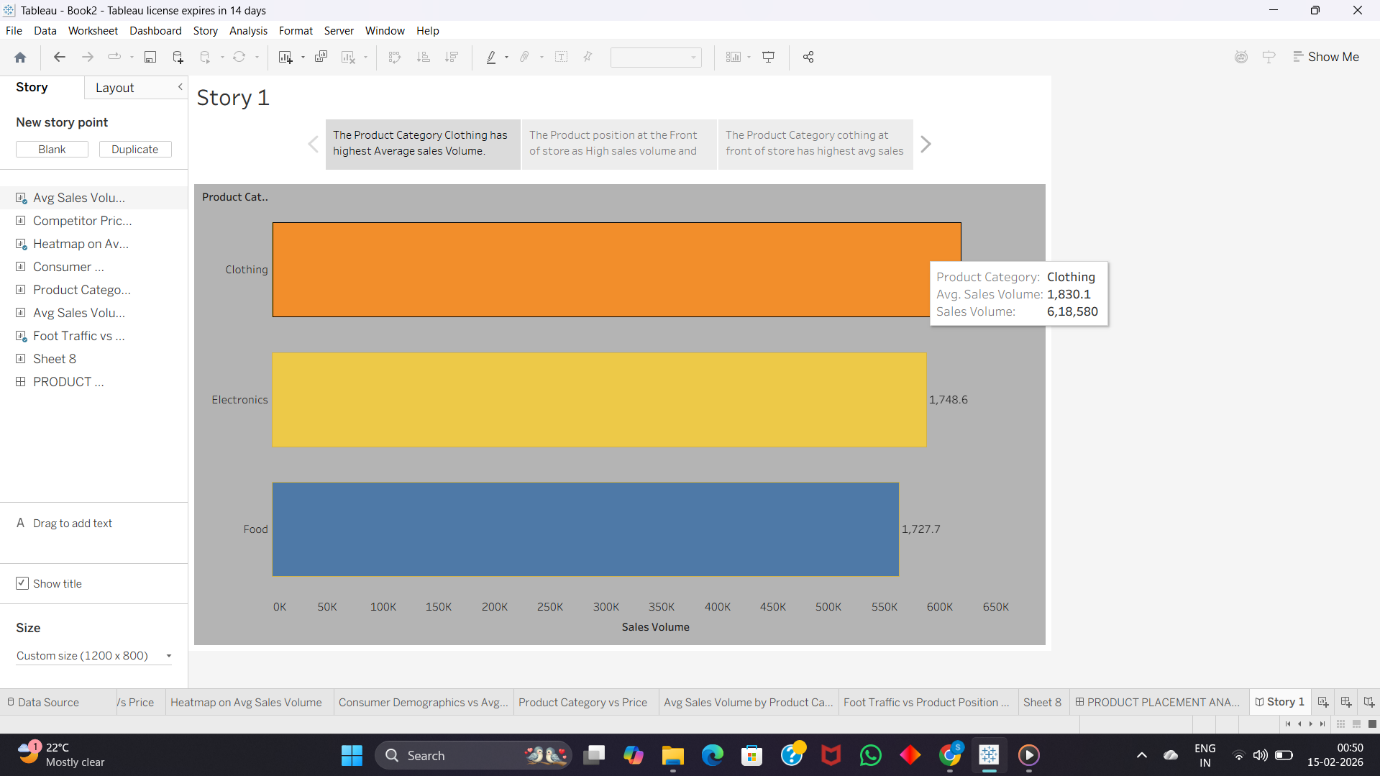 Tableau - Book2 - Tableau license expires in 14 days
File Data Worksheet Dashboard Story Analysis Format Server Window Help
Show Me
Story
Layout
New story point
Blank
Duplicate
Avg Sales Volu...
Competitor Pric...
Heatmap on Av...
Consumer ...
Product Catego...
Avg Sales Volu...
Foot Traffic vs ...
Sheet 8
PRODUCT ...
A Drag to add text
Show title
Size
Custom size (1200 x 800)
Story 1
The Product Category Clothing has
highest Average sales Volume.
The Product position at the Front
of store as High sales volume and
The Product Category cothing at
front of store has highest avg sales
Product Cat..
Clothing
Product Category: Clothing
Avg. Sales Volume: 1,830.1
Sales Volume: 6,18,580
Electronics
1,748.6
Food
1,727.7
0K 50K 100K 150K 200K 250K 300K 350K 400K 450K 500K 550K 600K 650K
Sales Volume
Data Source
/s Price
Heatmap on Avg Sales Volume
Consumer Demographics vs Avg...
Product Category vs Price
Avg Sales Volume by Product Ca...
Foot Traffic vs Product Position ...
Sheet 8
PRODUCT PLACEMENT ANA...
Story 1
1
22°C
Mostly clear
Search
S
ENG
IN
00:50
15-02-2026